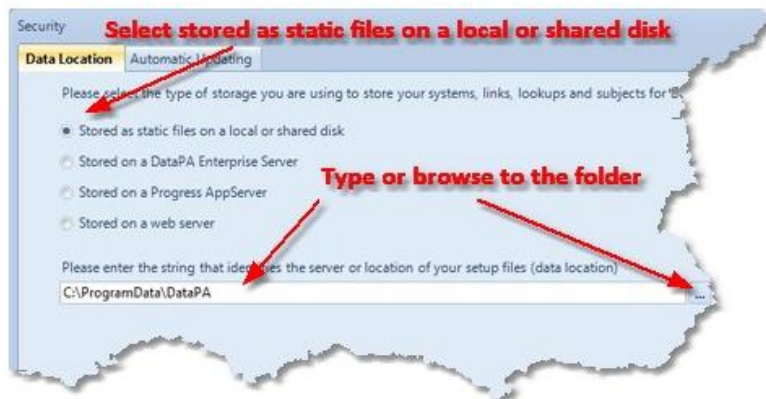 Security
Select stored as static files on a local or shared disk
Data Location Automatic Updating
Please select the type of storage you are using to store your systems, links, lookups and subjects for
Stored as static files on a local or shared disk
Stored on a DataPA Enterprise Server
Stored on a Progress AppServer
Type or browse to the folder
Stored on a web server
Please enter the string that identifies the server or location of your setup files (data location)
C:\ProgramData\DataPA
...